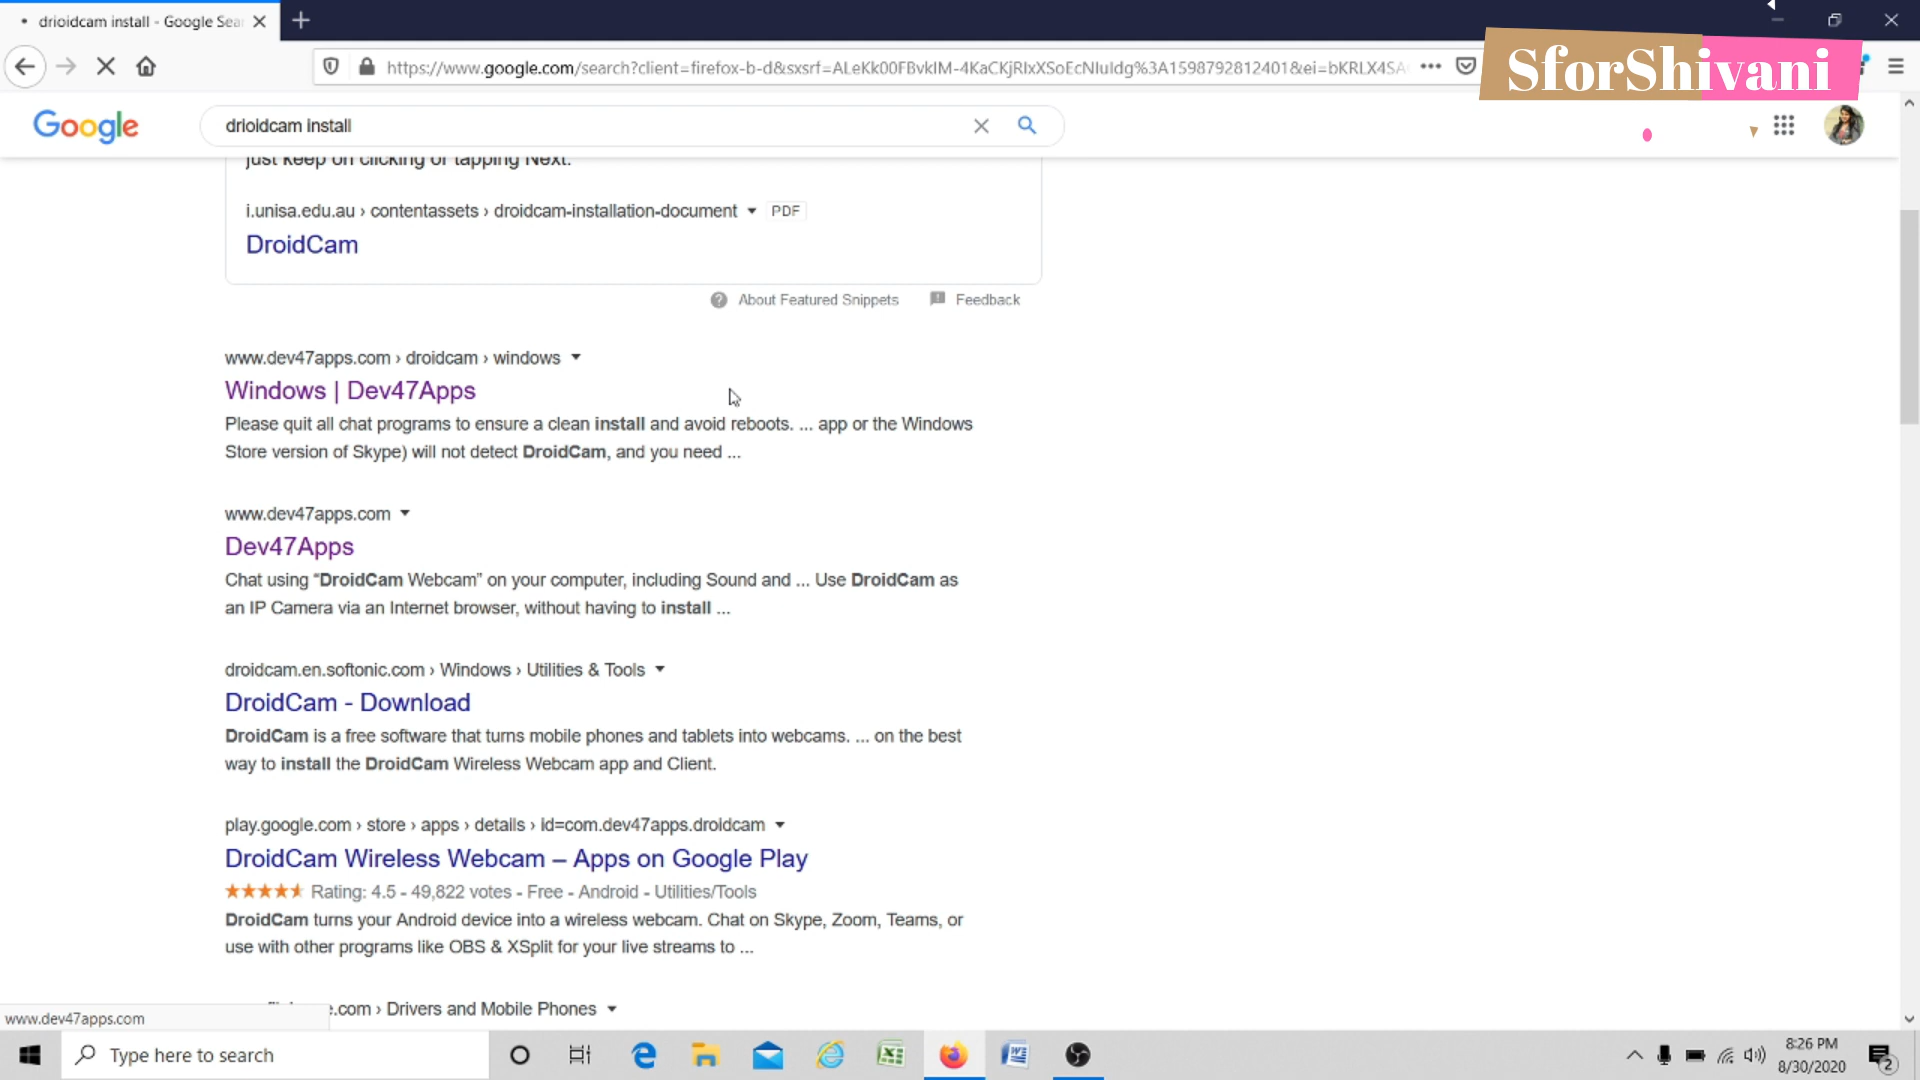 drioidcam install - Google Sear
https://www.google.com/search?client=firefox-b-d&sxsrf=ALeKk00FBvkIM-4KaCKjRIxXSoEcNIuIdg%3A1598792812401&ei=bKRLX4SA
SforShivani
Google
drioidcam install
just keep on clicking or tapping Next.
i.unisa.edu.au › contentassets › droidcam-installation-document PDF
DroidCam
About Featured Snippets Feedback
www.dev47apps.com › droidcam › windows
Windows | Dev47Apps
Please quit all chat programs to ensure a clean install and avoid reboots. ... app or the Windows
Store version of Skype) will not detect DroidCam, and you need ...
www.dev47apps.com
Dev47Apps
Chat using “DroidCam Webcam” on your computer, including Sound and ... Use DroidCam as
an IP Camera via an Internet browser, without having to install ...
droidcam.en.softonic.com › Windows › Utilities & Tools
DroidCam - Download
DroidCam is a free software that turns mobile phones and tablets into webcams. ... on the best
way to install the DroidCam Wireless Webcam app and Client.
play.google.com › store › apps › details › id=com.dev47apps.droidcam
DroidCam Wireless Webcam – Apps on Google Play
Rating: 4.5 - 49,822 votes - Free - Android - Utilities/Tools
DroidCam turns your Android device into a wireless webcam. Chat on Skype, Zoom, Teams, or
use with other programs like OBS & XSplit for your live streams to ...
.com › Drivers and Mobile Phones
www.dev47apps.com
Type here to search
8:26 PM
8/30/2020
2